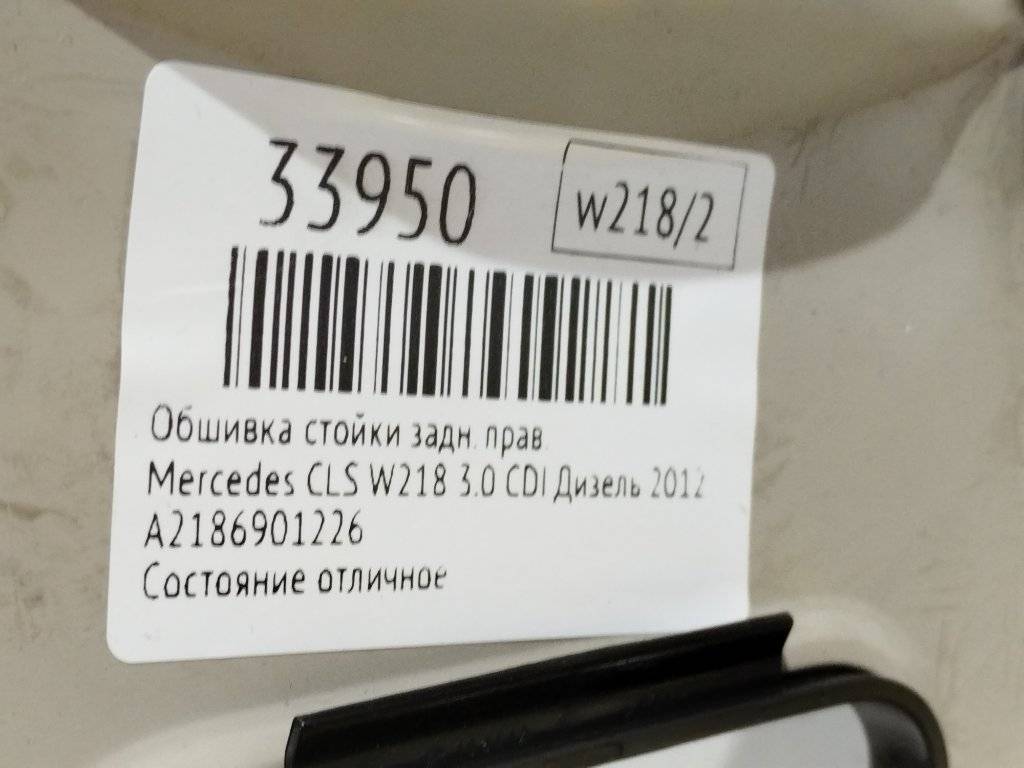 33950
w218/2
Обшивка стойки задн. прав.
Mercedes CLS W218 3.0 CDI Дизель 2012
A2186901226
Состояние отличное